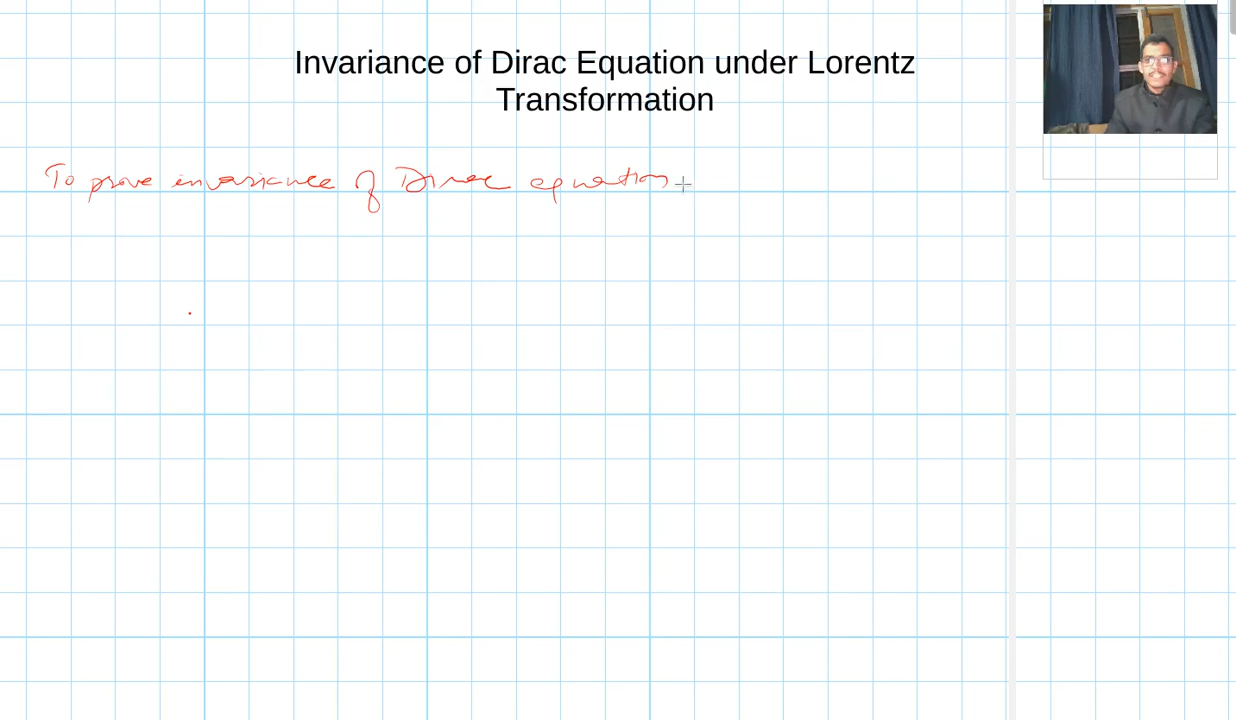 Invariance of Dirac Equation under Lorentz
Transformation
To prove invariance of Dirac equation